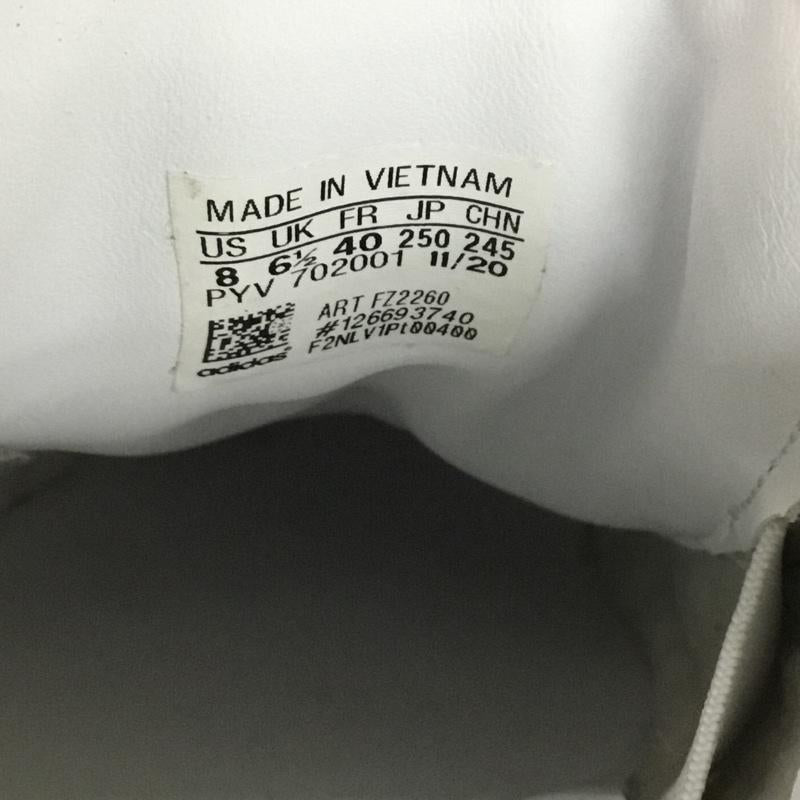 MADE IN VIETNAM
US UK FR JP CHN
8 6½ 40 250 245
PYV 702001 11/20
ART FZ2260
#126693740
F2NLV1Pt00400
adidas